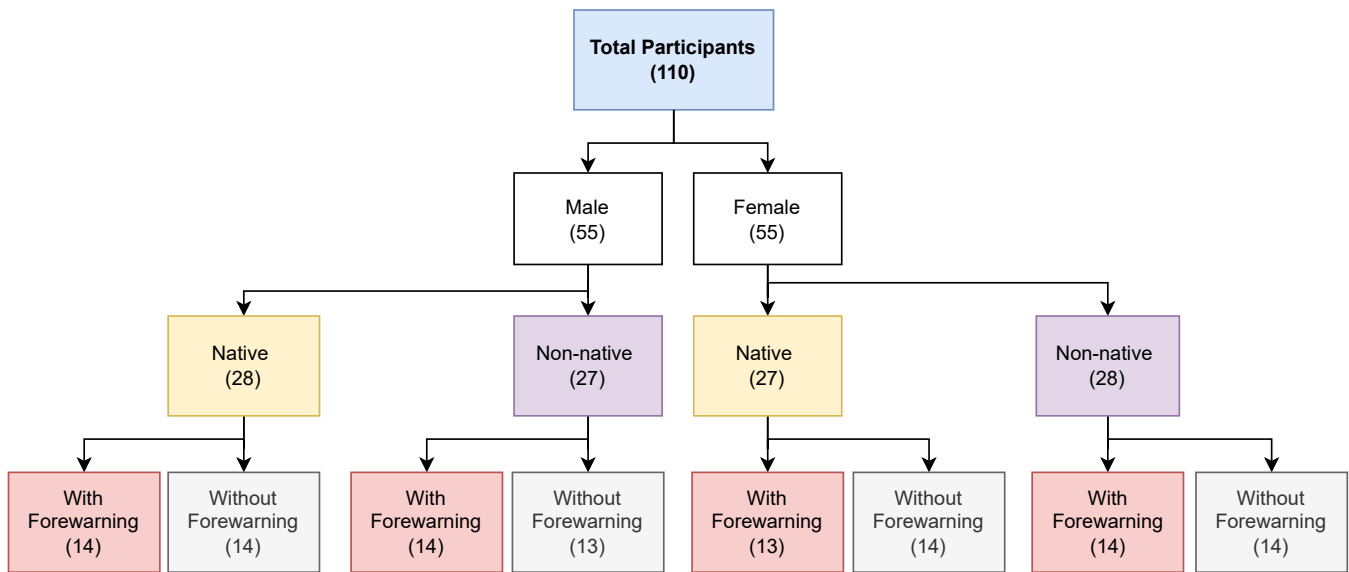 Total Participants
(110)
Male
(55)
Female
(55)
Native
(28)
Non-native
(27)
Native
(27)
Non-native
(28)
With
Forewarning
(14)
Without
Forewarning
(14)
With
Forewarning
(14)
Without
Forewarning
(13)
With
Forewarning
(13)
Without
Forewarning
(14)
With
Forewarning
(14)
Without
Forewarning
(14)